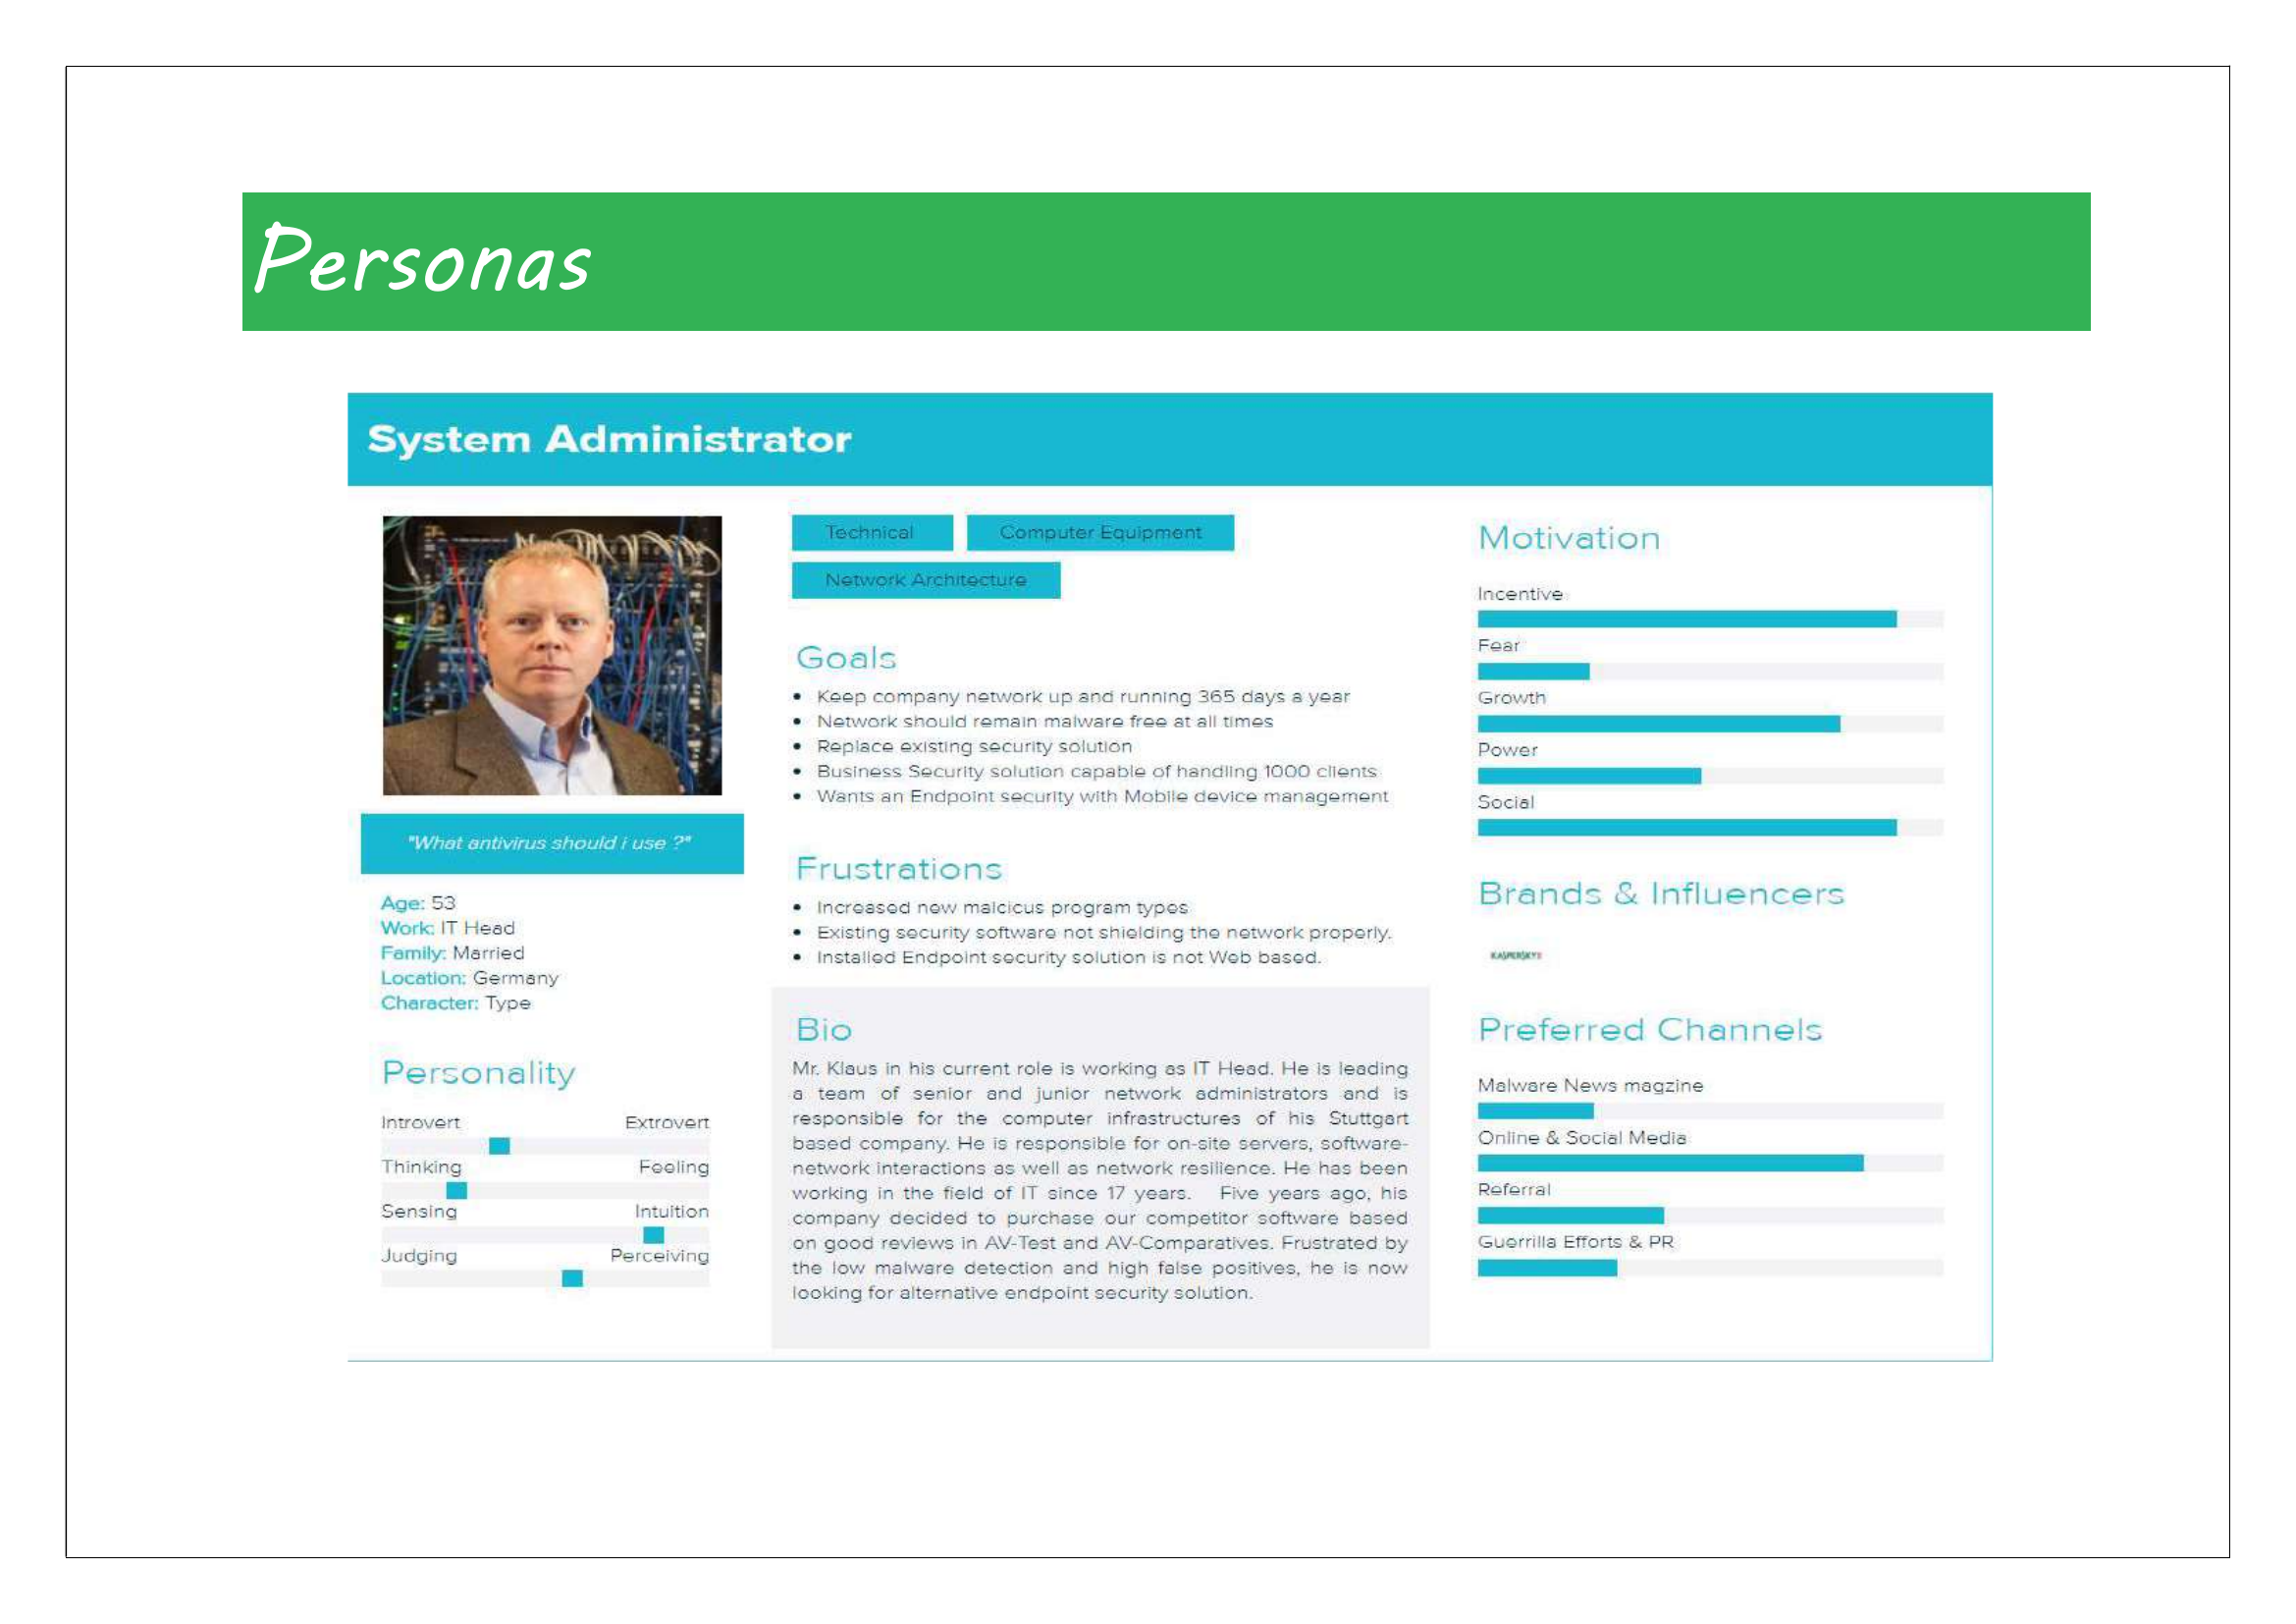 Personas
System Administrator
"What antivirus should i use ?"
Age: 53
Work: IT Head
Family: Married
Location: Germany
Character: Type
Personality
Introvert Extrovert
Thinking Feeling
Sensing Intuition
Judging Perceiving
Technical Computer Equipment
Network Architecture
Goals
• Keep company network up and running 365 days a year
• Network should remain malware free at all times
• Replace existing security solution
• Business Security solution capable of handling 1000 clients
• Wants an Endpoint security with Mobile device management
Frustrations
• Increased new malcicus program types
• Existing security software not shielding the network properly.
• Installed Endpoint security solution is not Web based.
Bio
Mr. Klaus in his current role is working as IT Head. He is leading
a team of senior and junior network administrators and is
responsible for the computer infrastructures of his Stuttgart
based company. He is responsible for on-site servers, software-
network interactions as well as network resilience. He has been
working in the field of IT since 17 years. Five years ago, his
company decided to purchase our competitor software based
on good reviews in AV-Test and AV-Comparatives. Frustrated by
the low malware detection and high false positives, he is now
looking for alternative endpoint security solution.
Motivation
Incentive
Fear
Growth
Power
Social
Brands & Influencers
KASPERSKY
Preferred Channels
Malware News magzine
Online & Social Media
Referral
Guerrilla Efforts & PR